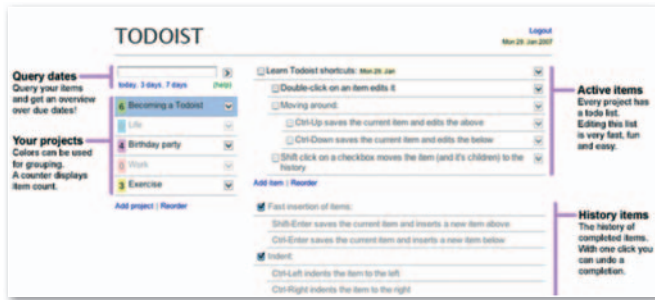 TODOIST
Logout
Mon 29. Jan 2007
Query dates
Query your items
and get an overview
over due dates!
today, 3 days, 7 days (help)
Your projects
Colors can be used
for grouping.
A counter displays
item count.
6 Becoming a Todoist
Life
4 Birthday party
Work
3 Exercise
Add project | Reorder
Learn Todoist shortcuts: Mon 29. Jan
Double-click on an item edits it
Moving around:
Ctrl-Up saves the current item and edits the above
Ctrl-Down saves the current item and edits the below
Shift click on a checkbox moves the item (and it's children) to the
history
Add item | Reorder
Fast insertion of items:
Shift-Enter saves the current item and inserts a new item above
Ctrl-Enter saves the current item and inserts a new item below
Indent:
Ctrl-Left indents the item to the left
Ctrl-Right indents the item to the right
Active items
Every project has
a todo list.
Editing this list
is very fast, fun
and easy.
History items
The history of
completed items.
With one click you
can undo a
completion.